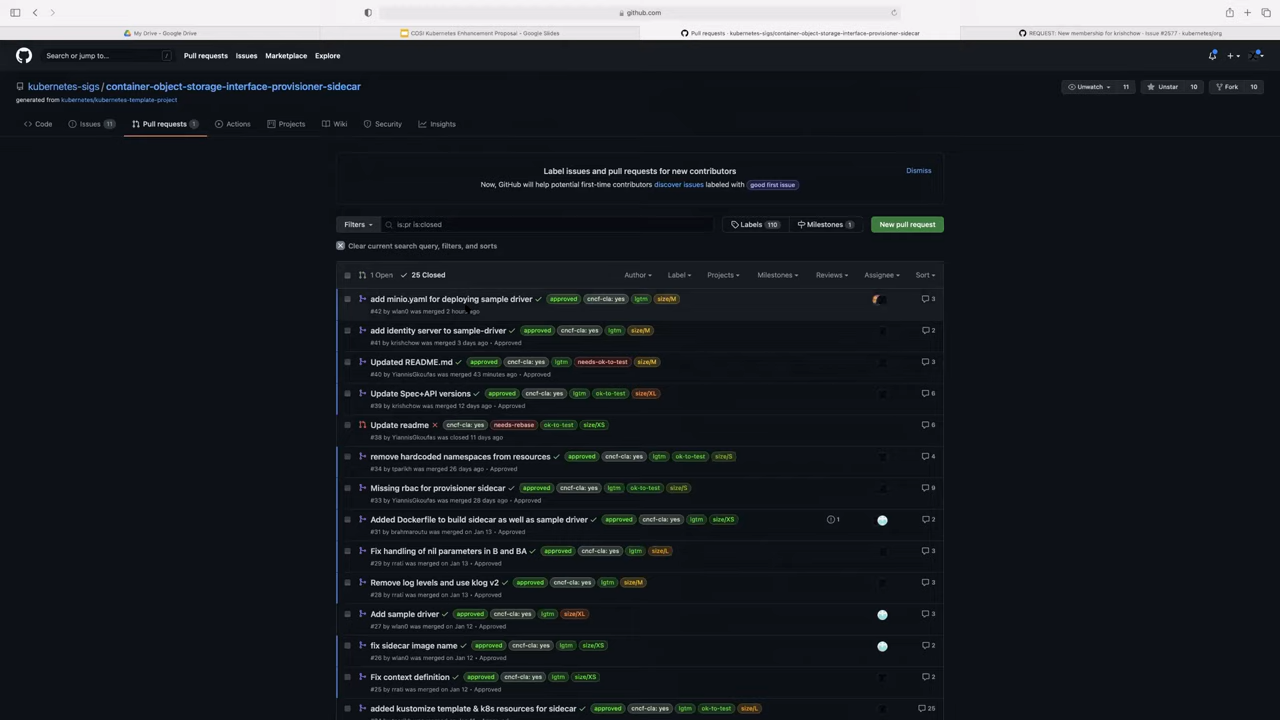 github.com
My Drive - Google Drive
COSI Kubernetes Enhancement Proposal - Google Slides
Pull requests · kubernetes-sigs/container-object-storage-interface-provisioner-sidecar
REQUEST: New membership for krishchow · Issue #2577 · kubernetes/org
Search or jump to...
/
Pull requests
Issues
Marketplace
Explore
kubernetes-sigs / container-object-storage-interface-provisioner-sidecar
Unwatch 11
Unstar 10
Fork 10
generated from kubernetes/kubernetes-template-project
Code
Issues 11
Pull requests 1
Actions
Projects
Wiki
Security
Insights
Label issues and pull requests for new contributors
Dismiss
Now, GitHub will help potential first-time contributors discover issues labeled with good first issue
Filters
is:pr is:closed
Labels 110
Milestones 1
New pull request
Clear current search query, filters, and sorts
1 Open
25 Closed
Author
Label
Projects
Milestones
Reviews
Assignee
Sort
add minio.yaml for deploying sample driver approved cncf-cla: yes lgtm size/M 3
#42 by wlan0 was merged 2 hours ago
add identity server to sample-driver approved cncf-cla: yes lgtm size/M 2
#41 by krishchow was merged 3 days ago • Approved
Updated README.md approved cncf-cla: yes lgtm needs-ok-to-test size/M 3
#40 by YiannisGkoufas was merged 43 minutes ago • Approved
Update Spec+API versions approved cncf-cla: yes lgtm ok-to-test size/XL 6
#39 by krishchow was merged 12 days ago • Approved
Update readme cncf-cla: yes needs-rebase ok-to-test size/XS 6
#38 by YiannisGkoufas was closed 11 days ago
remove hardcoded namespaces from resources approved cncf-cla: yes lgtm ok-to-test size/S 4
#34 by tparikh was merged 26 days ago • Approved
Missing rbac for provisioner sidecar approved cncf-cla: yes lgtm ok-to-test size/S 9
#33 by YiannisGkoufas was merged 28 days ago • Approved
Added Dockerfile to build sidecar as well as sample driver approved cncf-cla: yes lgtm size/XS 1 2
#31 by brahmaroutu was merged on Jan 13 • Approved
Fix handling of nil parameters in B and BA approved cncf-cla: yes lgtm size/L 3
#29 by rrati was merged on Jan 13 • Approved
Remove log levels and use klog v2 approved cncf-cla: yes lgtm size/M 3
#28 by rrati was merged on Jan 13 • Approved
Add sample driver approved cncf-cla: yes lgtm size/XL 3
#27 by wlan0 was merged on Jan 12 • Approved
fix sidecar image name approved cncf-cla: yes lgtm size/XS 2
#26 by wlan0 was merged on Jan 12 • Approved
Fix context definition approved cncf-cla: yes lgtm size/XS 2
#25 by rrati was merged on Jan 12 • Approved
added kustomize template & k8s resources for sidecar approved cncf-cla: yes lgtm ok-to-test size/L 25